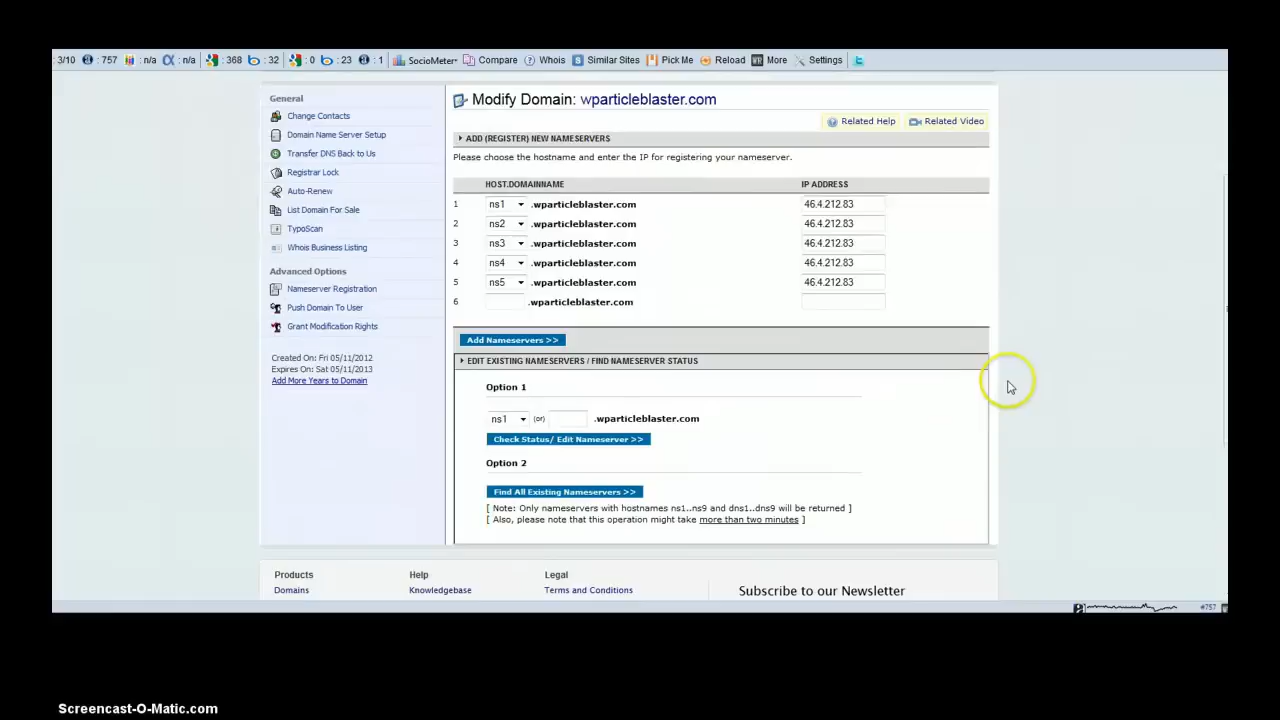 3/10 757 :n/a :n/a :368 :32 :0 :23 :1 SocioMeter Compare Whois Similar Sites Pick Me Reload More Settings
General
Change Contacts
Domain Name Server Setup
Transfer DNS Back to Us
Registrar Lock
Auto-Renew
List Domain For Sale
TypoScan
Whois Business Listing
Advanced Options
Nameserver Registration
Push Domain To User
Grant Modification Rights
Created On: Fri 05/11/2012
Expires On: Sat 05/11/2013
Add More Years to Domain
Modify Domain: wparticleblaster.com
Related Help Related Video
ADD (REGISTER) NEW NAMESERVERS
Please choose the hostname and enter the IP for registering your nameserver.
HOST.DOMAINNAME IP ADDRESS
1 ns1 .wparticleblaster.com 46.4.212.83
2 ns2 .wparticleblaster.com 46.4.212.83
3 ns3 .wparticleblaster.com 46.4.212.83
4 ns4 .wparticleblaster.com 46.4.212.83
5 ns5 .wparticleblaster.com 46.4.212.83
6 .wparticleblaster.com
Add Nameservers >>
EDIT EXISTING NAMESERVERS / FIND NAMESERVER STATUS
Option 1
ns1 (or) .wparticleblaster.com
Check Status/ Edit Nameserver >>
Option 2
Find All Existing Nameservers >>
[ Note: Only nameservers with hostnames ns1..ns9 and dns1..dns9 will be returned ]
[ Also, please note that this operation might take more than two minutes ]
Products Help Legal
Subscribe to our Newsletter
Domains Knowledgebase Terms and Conditions
#757
Screencast-O-Matic.com